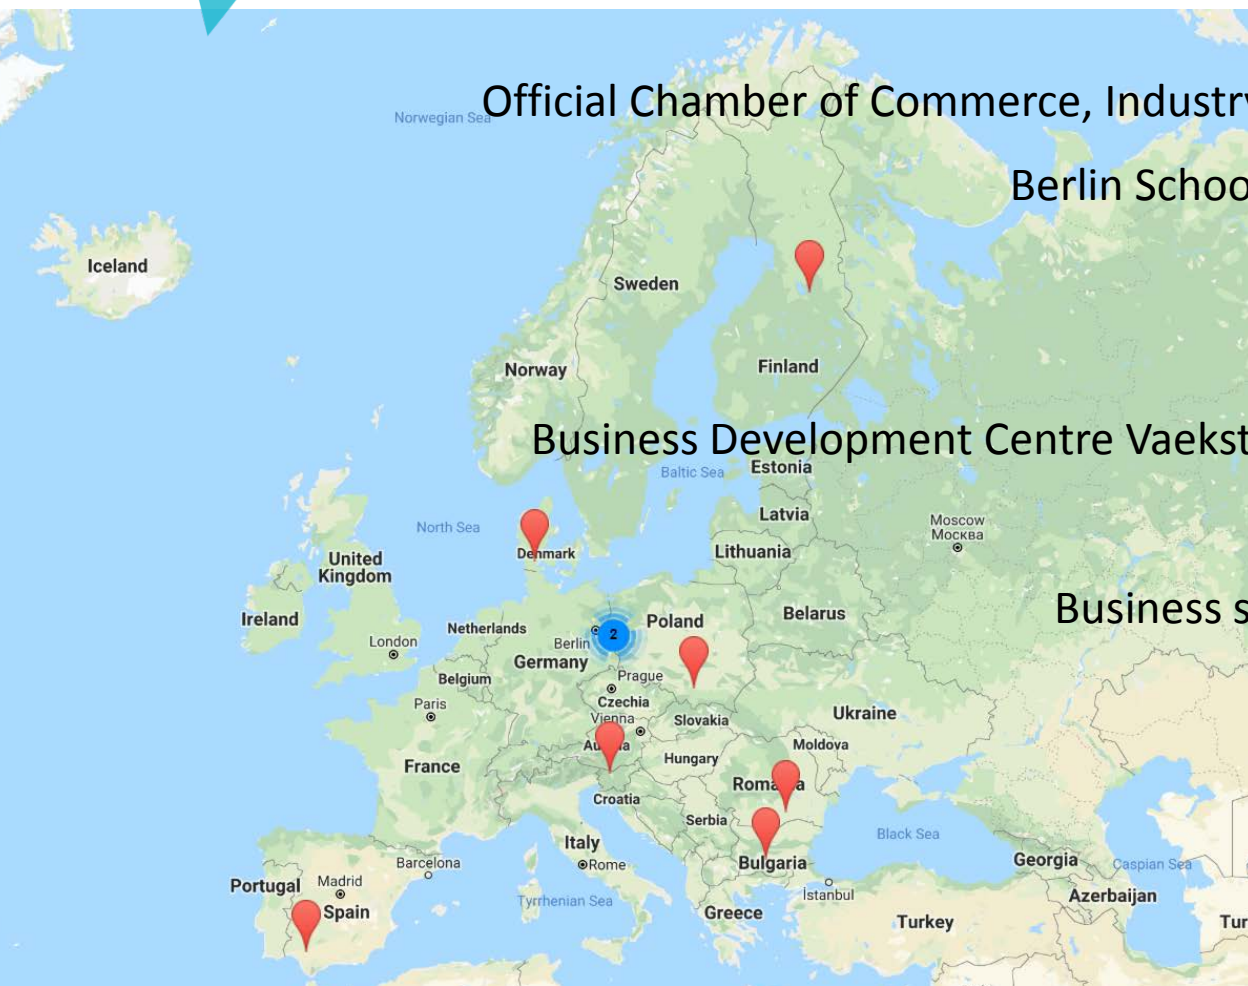 Official Chamber of Commerce, Industry
Norwegian Sea
Berlin Schoo
Iceland
Sweden
Norway
Finland
Business Development Centre Vaekst
Baltic Sea
Estonia
Latvia
North Sea
Moscow
Москва
Denmark
Lithuania
United
Kingdom
Business s
Belarus
Ireland
Poland
Netherlands
2
London
Berlin
Germany
Belgium
Prague
Paris
Czechia
Ukraine
Vienna
Slovakia
Moldova
Hungary
France
Croatia
Serbia
Black Sea
Italy
Rome
Barcelona
Bulgaria
Georgia
Caspian Sea
Portugal
Madrid
İstanbul
Azerbaijan
Tyrrhenian Sea
Spain
Greece
Turkey
Tur